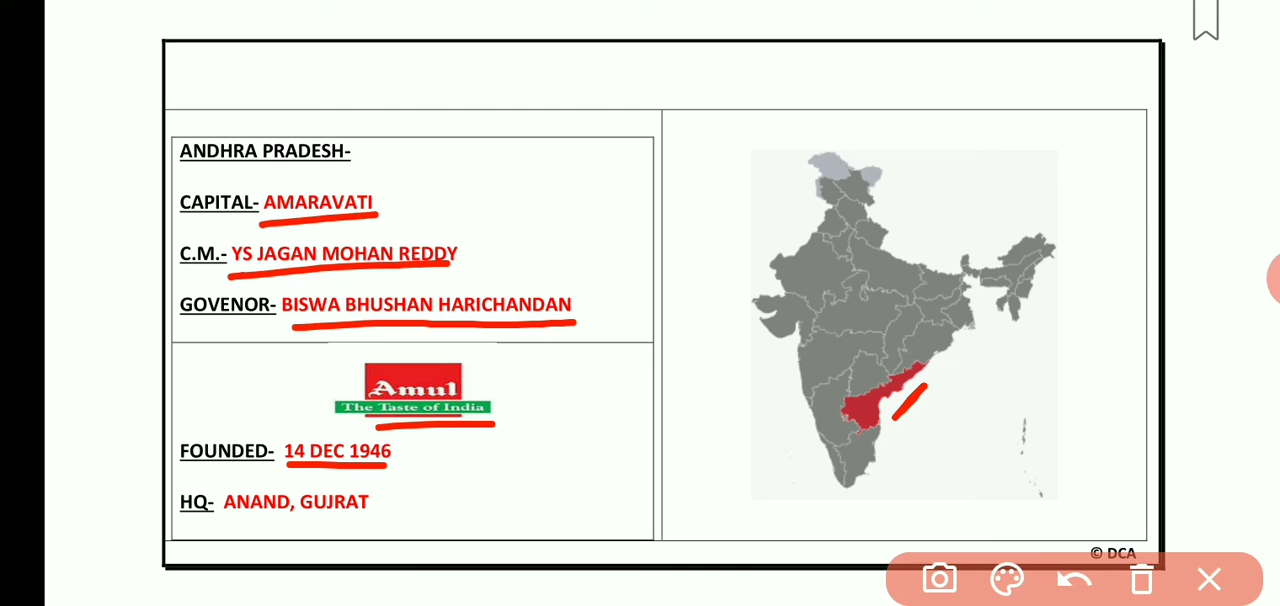 ANDHRA PRADESH-
CAPITAL- AMARAVATI
C.M.- YS JAGAN MOHAN REDDY
GOVENOR- BISWA BHUSHAN HARICHANDAN
Amul
The Taste of India
FOUNDED- 14 DEC 1946
HQ- ANAND, GUJRAT
© DCA